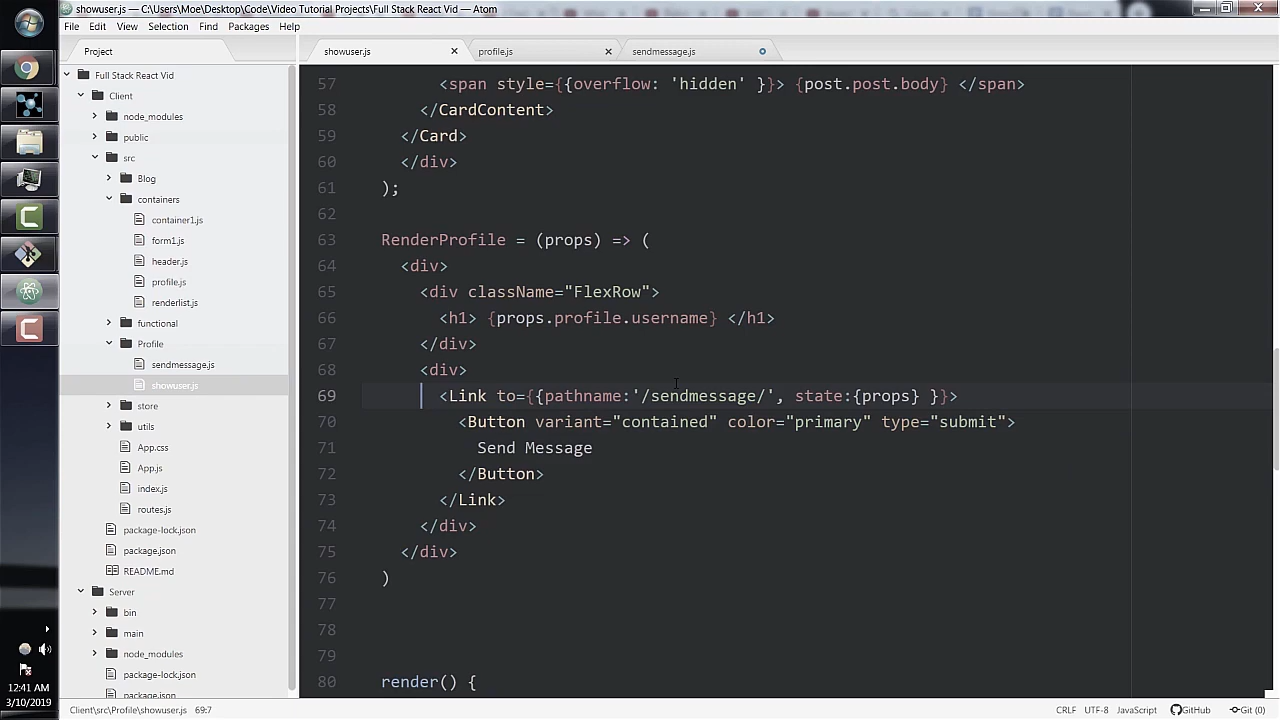 showuser.js — C:\Users\Moe\Desktop\Code\Video Tutorial Projects\Full Stack React Vid — Atom
File Edit View Selection Find Packages Help
Project
showuser.js
profile.js
sendmessage.js
Full Stack React Vid
Client
node_modules
public
src
Blog
containers
container1.js
form1.js
header.js
profile.js
renderlist.js
functional
Profile
sendmessage.js
showuser.js
store
utils
App.css
App.js
index.js
routes.js
package-lock.json
package.json
README.md
Server
bin
main
node_modules
package-lock.json
package.json
57 <span style={{overflow: 'hidden' }}> {post.post.body} </span>
58 </CardContent>
59 </Card>
60 </div>
61 );
62
63 RenderProfile = (props) => (
64 <div>
65 <div className="FlexRow">
66 <h1> {props.profile.username} </h1>
67 </div>
68 <div>
69 <Link to={{pathname:'/sendmessage/', state:{props} }}>
70 <Button variant="contained" color="primary" type="submit">
71 Send Message
72 </Button>
73 </Link>
74 </div>
75 </div>
76 )
77
78
79
80 render() {
12:41 AM
3/10/2019
Client\src\Profile\showuser.js 69:7
CRLF UTF-8 JavaScript GitHub Git (0)